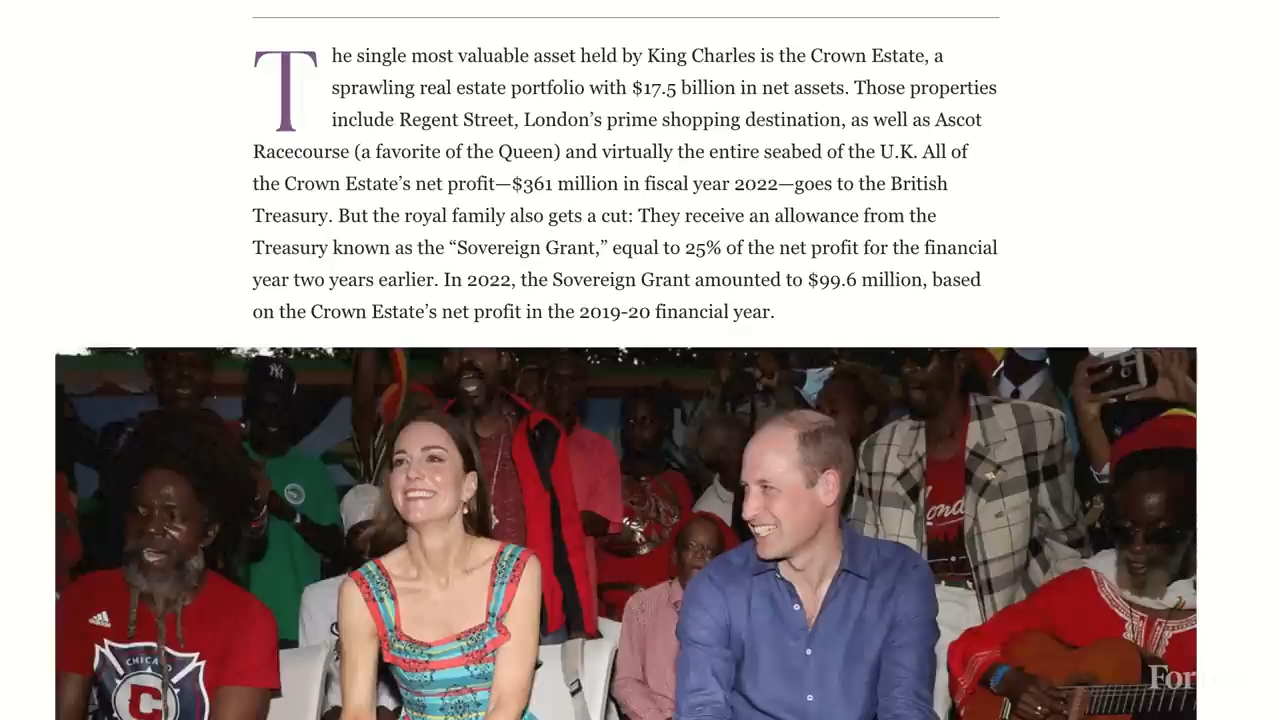 The single most valuable asset held by King Charles is the Crown Estate, a
sprawling real estate portfolio with $17.5 billion in net assets. Those properties
include Regent Street, London’s prime shopping destination, as well as Ascot
Racecourse (a favorite of the Queen) and virtually the entire seabed of the U.K. All of
the Crown Estate’s net profit—$361 million in fiscal year 2022—goes to the British
Treasury. But the royal family also gets a cut: They receive an allowance from the
Treasury known as the “Sovereign Grant,” equal to 25% of the net profit for the financial
year two years earlier. In 2022, the Sovereign Grant amounted to $99.6 million, based
on the Crown Estate’s net profit in the 2019-20 financial year.
NY
adidas
CHICA
C
For